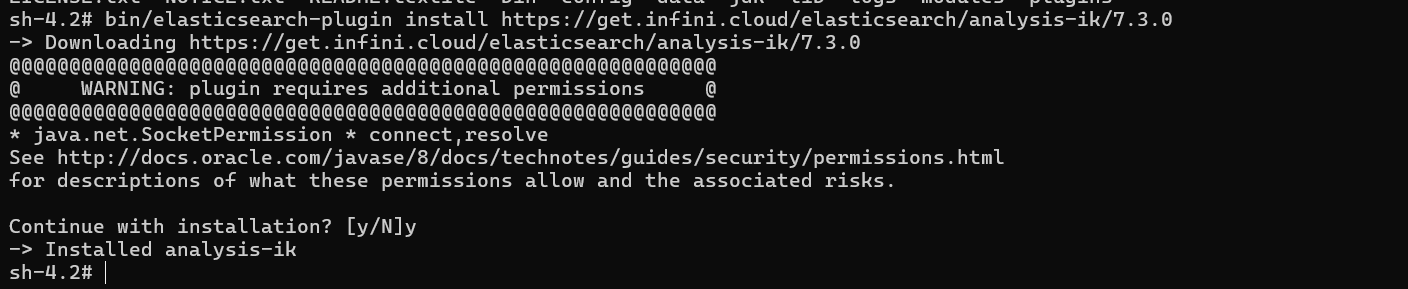 LICENSE.txt  NOTICE.txt  README.textile  bin  config  data  jdk  lib  logs  modules  plugins
sh-4.2# bin/elasticsearch-plugin install https://get.infini.cloud/elasticsearch/analysis-ik/7.3.0
-> Downloading https://get.infini.cloud/elasticsearch/analysis-ik/7.3.0
@@@@@@@@@@@@@@@@@@@@@@@@@@@@@@@@@@@@@@@@@@@@@@@@@@@@@@@@@@@
@     WARNING: plugin requires additional permissions     @
@@@@@@@@@@@@@@@@@@@@@@@@@@@@@@@@@@@@@@@@@@@@@@@@@@@@@@@@@@@
* java.net.SocketPermission * connect,resolve
See http://docs.oracle.com/javase/8/docs/technotes/guides/security/permissions.html
for descriptions of what these permissions allow and the associated risks.
Continue with installation? [y/N]y
-> Installed analysis-ik
sh-4.2#